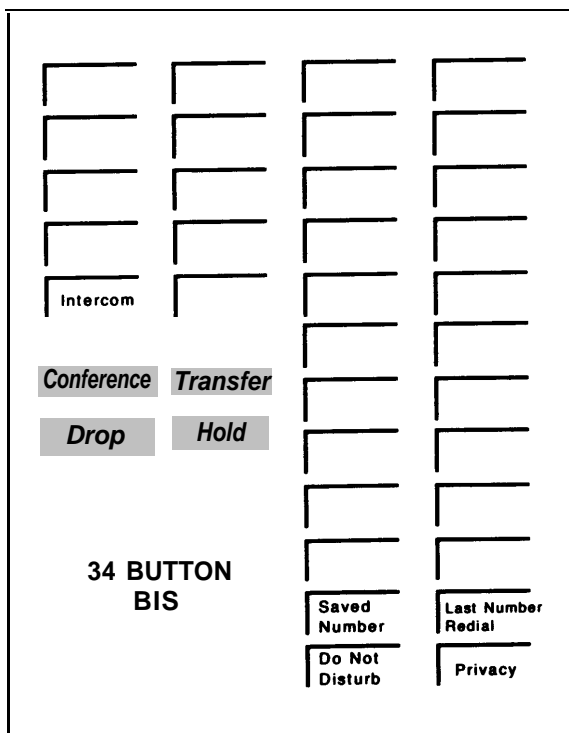 Intercom
Conference Transfer
Drop Hold
34 BUTTON
BIS
Saved
Number
Last Number
Redial
Do Not
Disturb
Privacy